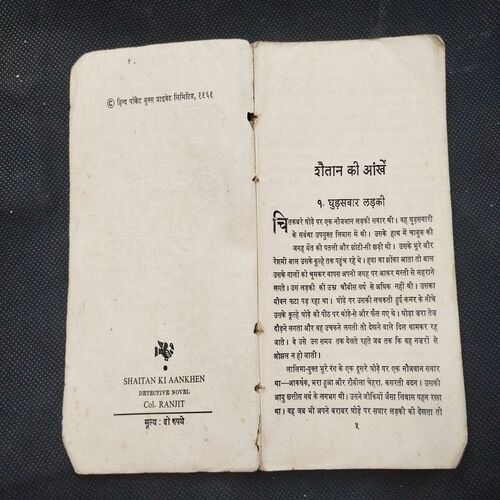 © हिन्द पॉकेट बुक्स प्राइवेट लिमिटेड, १९६९
SHAITAN KI AANKHEN
DETECTIVE NOVEL
Col. RANJIT
मूल्य : दो रुपये
शैतान की आंखें
१. घुड़सवार लड़की
चितकबरे घोड़े पर एक नौजवान लड़की सवार थी। वह घुड़सवारी
के सर्वथा उपयुक्त लिबास में थी। उसके हाथ में चाबुक की
जगह बेंत की पतली और छोटी-सी छड़ी थी। उसके भूरे और
रेशमी बाल उसके कूल्हे तक पहुंच रहे थे। हवा का झोंका आता तो बाल
उसके गालों को चूमकर वापस अपनी जगह पर आकर मस्ती से लहराने
लगते। उस लड़की की उम्र चौबीस वर्ष से अधिक नहीं थी। उसका
यौवन फटा पड़ रहा था। घोड़े पर उसकी लचकती हुई कमर के नीचे
उसके कूल्हे घोड़े की पीठ पर थोड़े-से और फैल गए थे। घोड़ा जरा तेज
दौड़ने लगता और वह उचकने लगती तो देखने वाले दिल थामकर रह
जाते। वे उसे उस समय तक देखते रहते जब तक कि वह नजरों से
ओझल न हो जाती।
लालिमा-युक्त भूरे रंग के एक दूसरे घोड़े पर एक नौजवान सवार
था—आकर्षक, भरा हुआ और रोबीला चेहरा, कसरती बदन। उसकी
आयु छत्तीस वर्ष के लगभग थी। उसने जौकियों जैसा लिबास पहन रखा
था। वह जब भी अपने बराबर घोड़े पर सवार लड़की को देखता तो
५